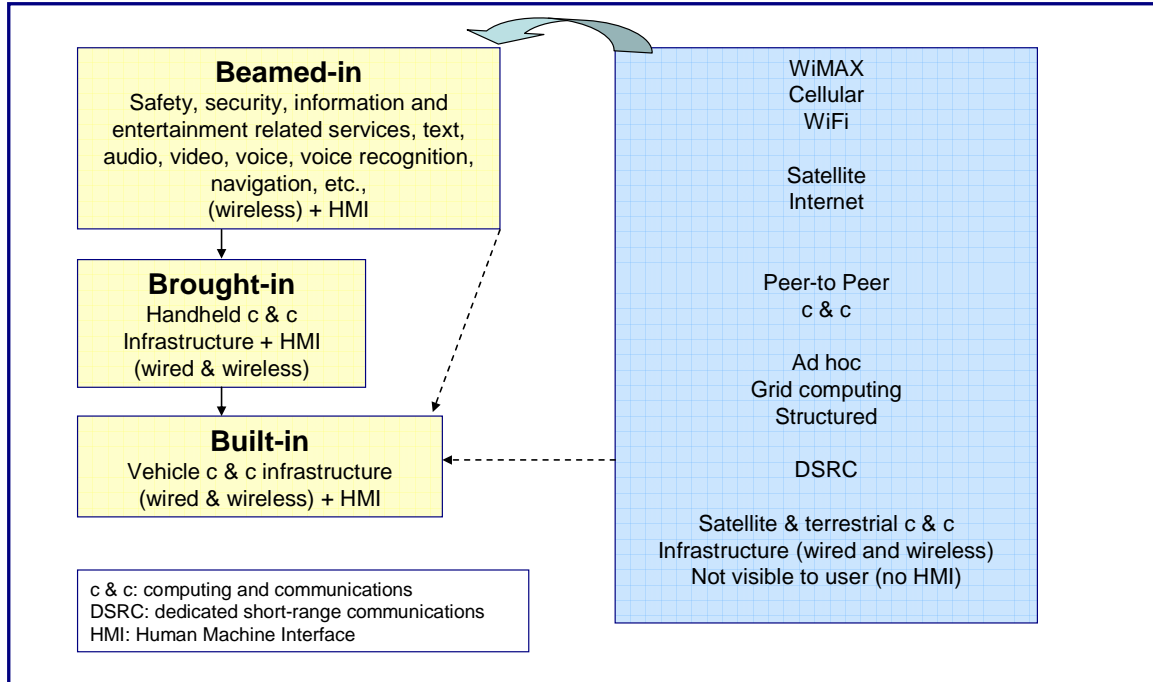 Beamed-in
Safety, security, information and
entertainment related services, text,
audio, video, voice, voice recognition,
navigation, etc.,
(wireless) + HMI
Brought-in
Handheld c & c
Infrastructure + HMI
(wired & wireless)
Built-in
Vehicle c & c infrastructure
(wired & wireless) + HMI
c & c: computing and communications
DSRC: dedicated short-range communications
HMI: Human Machine Interface
WiMAX
Cellular
WiFi
Satellite
Internet
Peer-to Peer
c & c
Ad hoc
Grid computing
Structured
DSRC
Satellite & terrestrial c & c
Infrastructure (wired and wireless)
Not visible to user (no HMI)